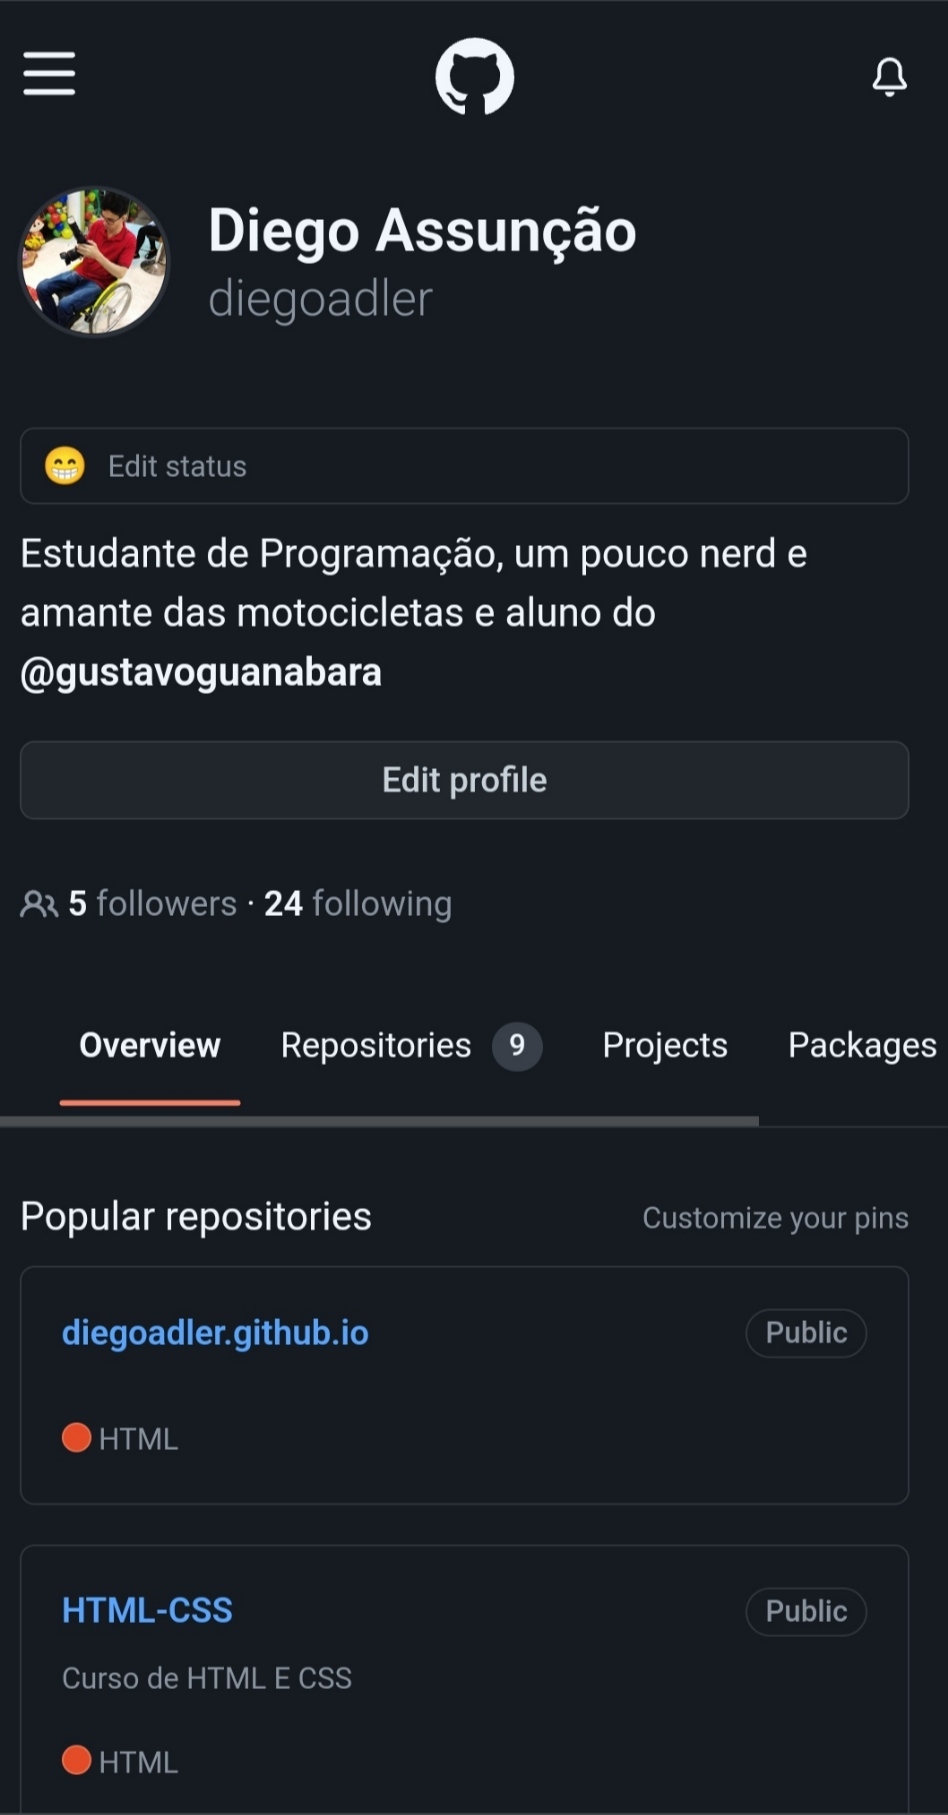 Diego Assunção
diegoadler
Edit status
Estudante de Programação, um pouco nerd e
amante das motocicletas e aluno do
@gustavoguanabara
Edit profile
5 followers · 24 following
Overview Repositories 9 Projects Packages
Popular repositories Customize your pins
diegoadler.github.io Public
HTML
HTML-CSS Public
Curso de HTML E CSS
HTML